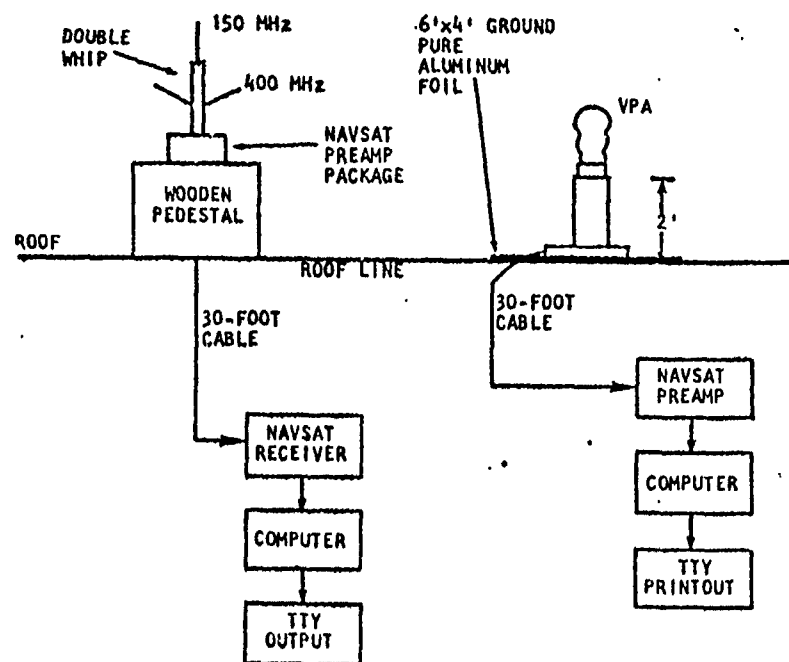 150 MHz
DOUBLE
WHIP
400 MHz
NAVSAT
PREAMP
PACKAGE
WOODEN
PEDESTAL
ROOF
ROOF LINE
30-FOOT
CABLE
NAVSAT
RECEIVER
COMPUTER
TTY
OUTPUT
6'x4' GROUND
PURE
ALUMINUM
FOIL
VPA
2'
30-FOOT
CABLE
NAVSAT
PREAMP
COMPUTER
TTY
PRINTOUT